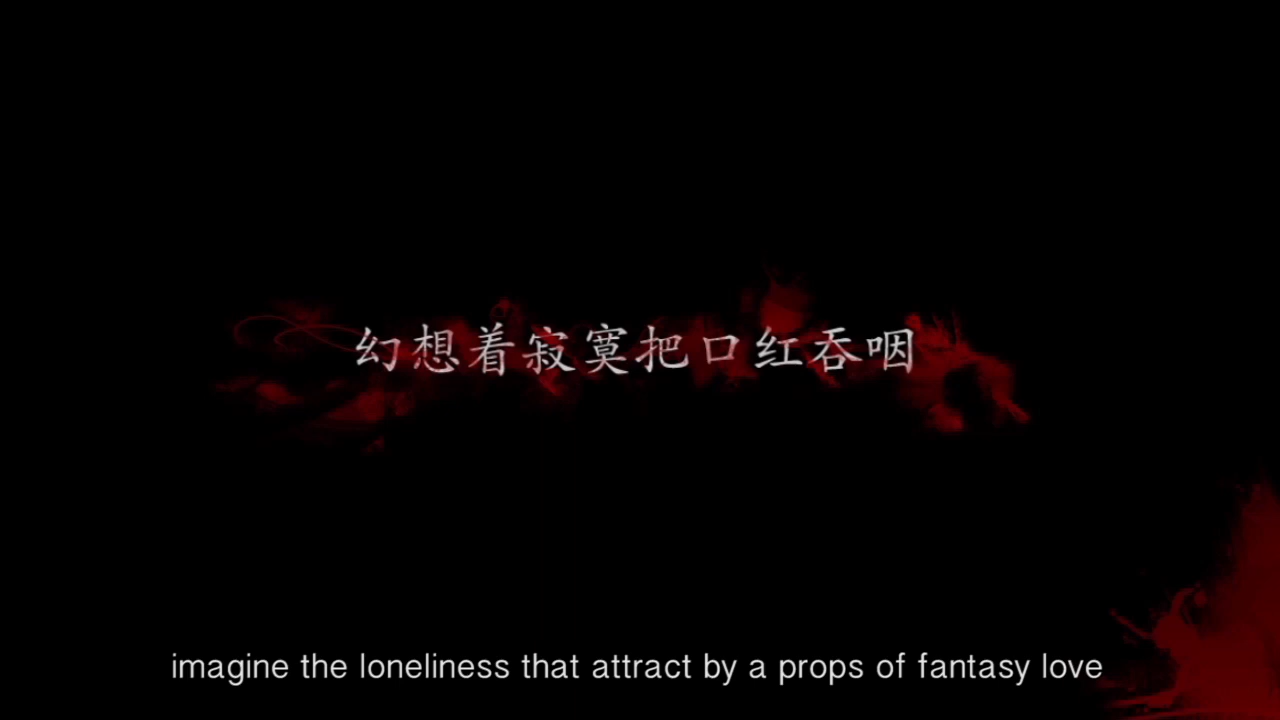 幻想着寂寞把口红吞咽
imagine the loneliness that attract by a props of fantasy love